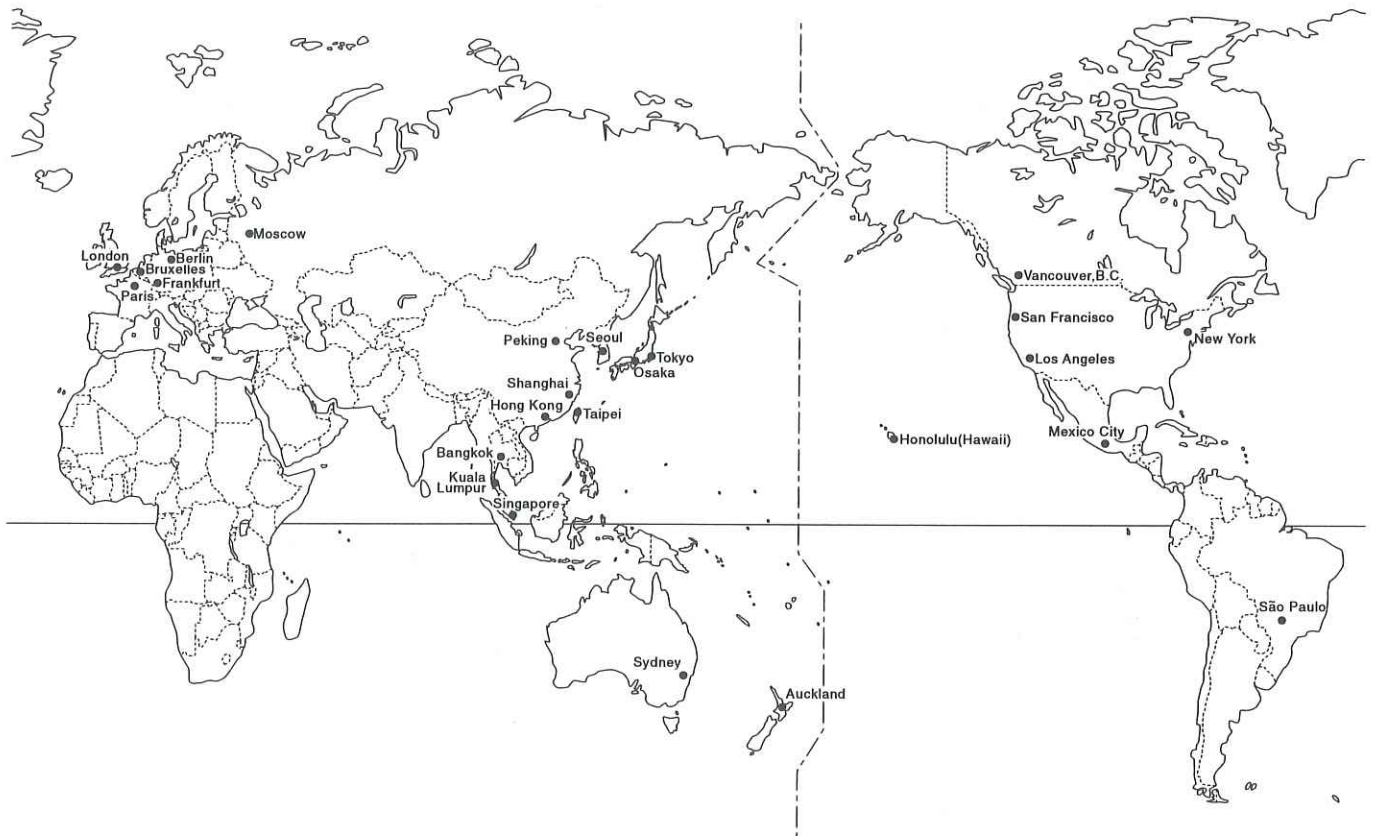 Moscow
London
Berlin
Bruxelles
Frankfurt
Paris
Vancouver,B.C.
San Francisco
New York
Los Angeles
Peking
Seoul
Tokyo
Osaka
Shanghai
Hong Kong
Taipei
Honolulu(Hawaii)
Mexico City
Bangkok
Kuala
Lumpur
Singapore
São Paulo
Sydney
Auckland